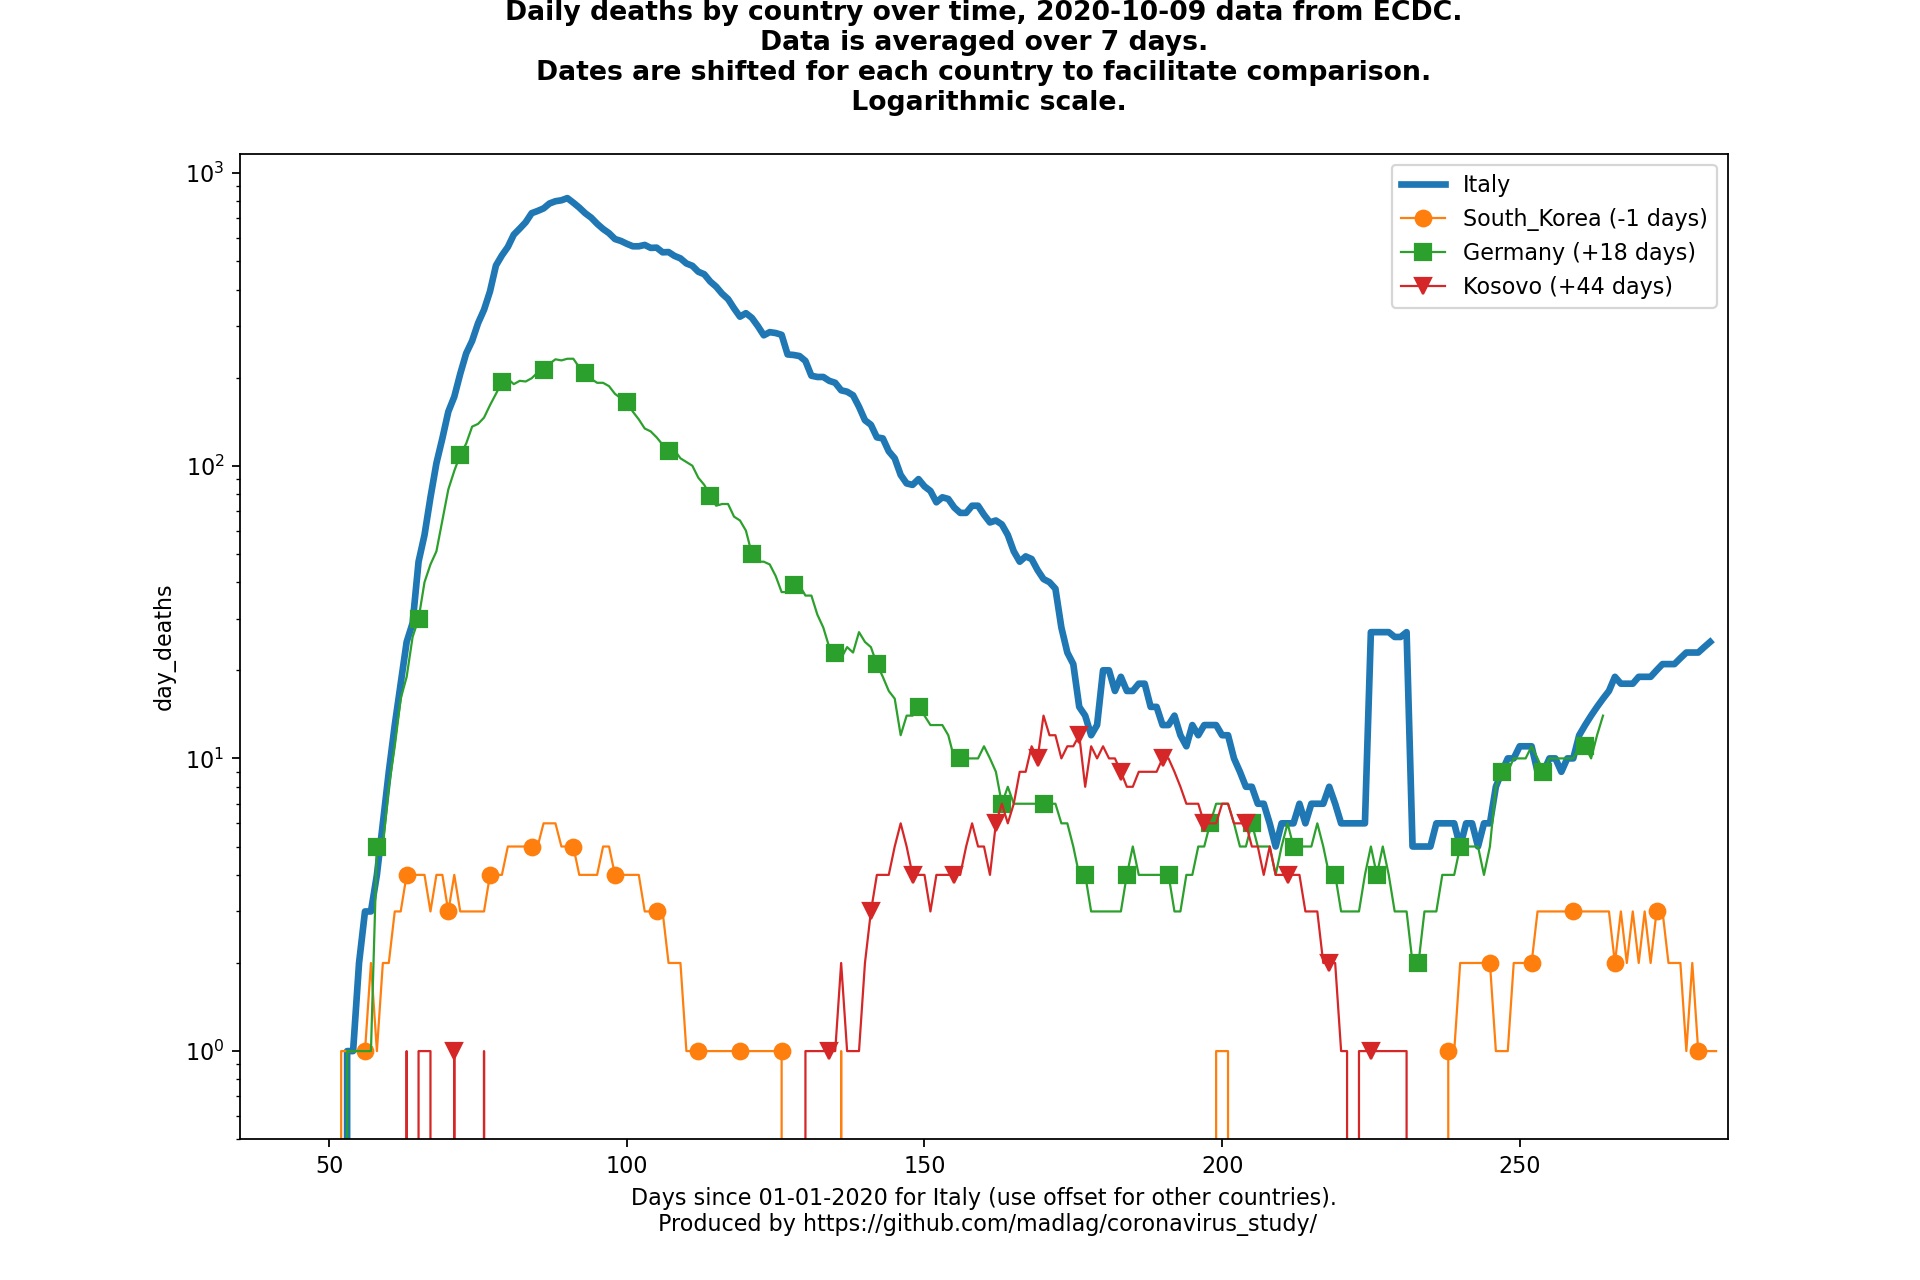 Daily deaths by country over time, 2020-10-09 data from ECDC.
Data is averaged over 7 days.
Dates are shifted for each country to facilitate comparison.
Logarithmic scale.
Italy
South_Korea (-1 days)
Germany (+18 days)
Kosovo (+44 days)
day_deaths
10³
10²
10¹
10⁰
50 100 150 200 250
Days since 01-01-2020 for Italy (use offset for other countries).
Produced by https://github.com/madlag/coronavirus_study/